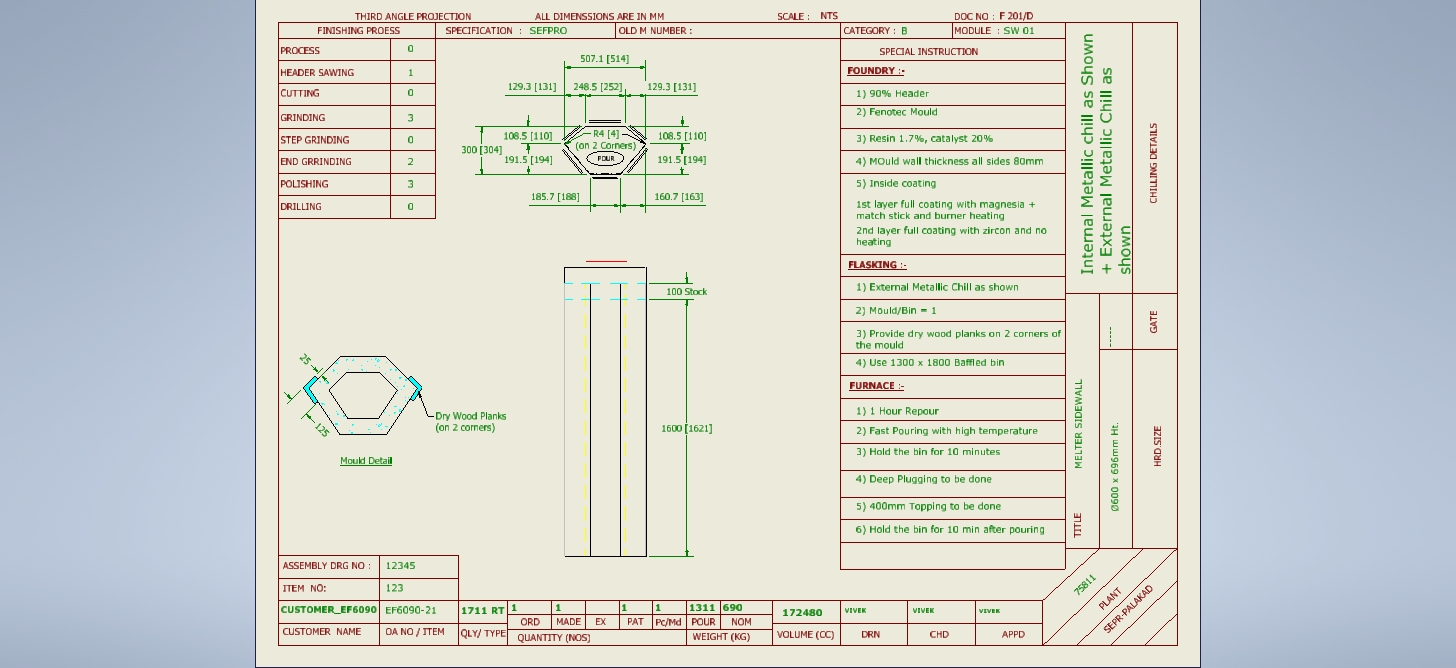 THIRD ANGLE PROJECTION ALL DIMENSSIONS ARE IN MM SCALE : NTS DOC NO : F 201/D
FINISHING PROESS SPECIFICATION : SEFPRO OLD M NUMBER : CATEGORY : B MODULE : SW 01
PROCESS 0
HEADER SAWING 1
CUTTING 0
GRINDING 3
STEP GRINDING 0
END GRRINDING 2
POLISHING 3
DRILLING 0
507.1 [514]
129.3 [131] 248.5 [252] 129.3 [131]
108.5 [110] R4 [4] 108.5 [110]
300 [304] (on 2 Corners)
191.5 [194] POUR 191.5 [194]
185.7 [188] 160.7 [163]
100 Stock
1600 [1621]
25
125
Dry Wood Planks
(on 2 corners)
Mould Detail
SPECIAL INSTRUCTION
FOUNDRY :-
1) 90% Header
2) Fenotec Mould
3) Resin 1.7%, catalyst 20%
4) MOuld wall thickness all sides 80mm
5) Inside coating
1st layer full coating with magnesia +
match stick and burner heating
2nd layer full coating with zircon and no
heating
FLASKING :-
1) External Metallic Chill as shown
2) Mould/Bin = 1
3) Provide dry wood planks on 2 corners of
the mould
4) Use 1300 x 1800 Baffled bin
FURNACE :-
1) 1 Hour Repour
2) Fast Pouring with high temperature
3) Hold the bin for 10 minutes
4) Deep Plugging to be done
5) 400mm Topping to be done
6) Hold the bin for 10 min after pouring
Internal Metallic chill as Shown
+ External Metallic Chill as
shown
CHILLING DETAILS
-----
GATE
TITLE MELTER SIDEWALL
Ø600 x 696mm Ht.
HRD.SIZE
75811
PLANT
SEPR-PALAKAD
ASSEMBLY DRG NO : 12345
ITEM NO: 123
CUSTOMER_EF6090 EF6090-21 1711 RT 1 1 1 1 1311 690 172480 VIVEK VIVEK VIVEK
ORD MADE EX PAT Pc/Md POUR NOM
CUSTOMER NAME OA NO / ITEM QLY/ TYPE QUANTITY (NOS) WEIGHT (KG) VOLUME (CC) DRN CHD APPD